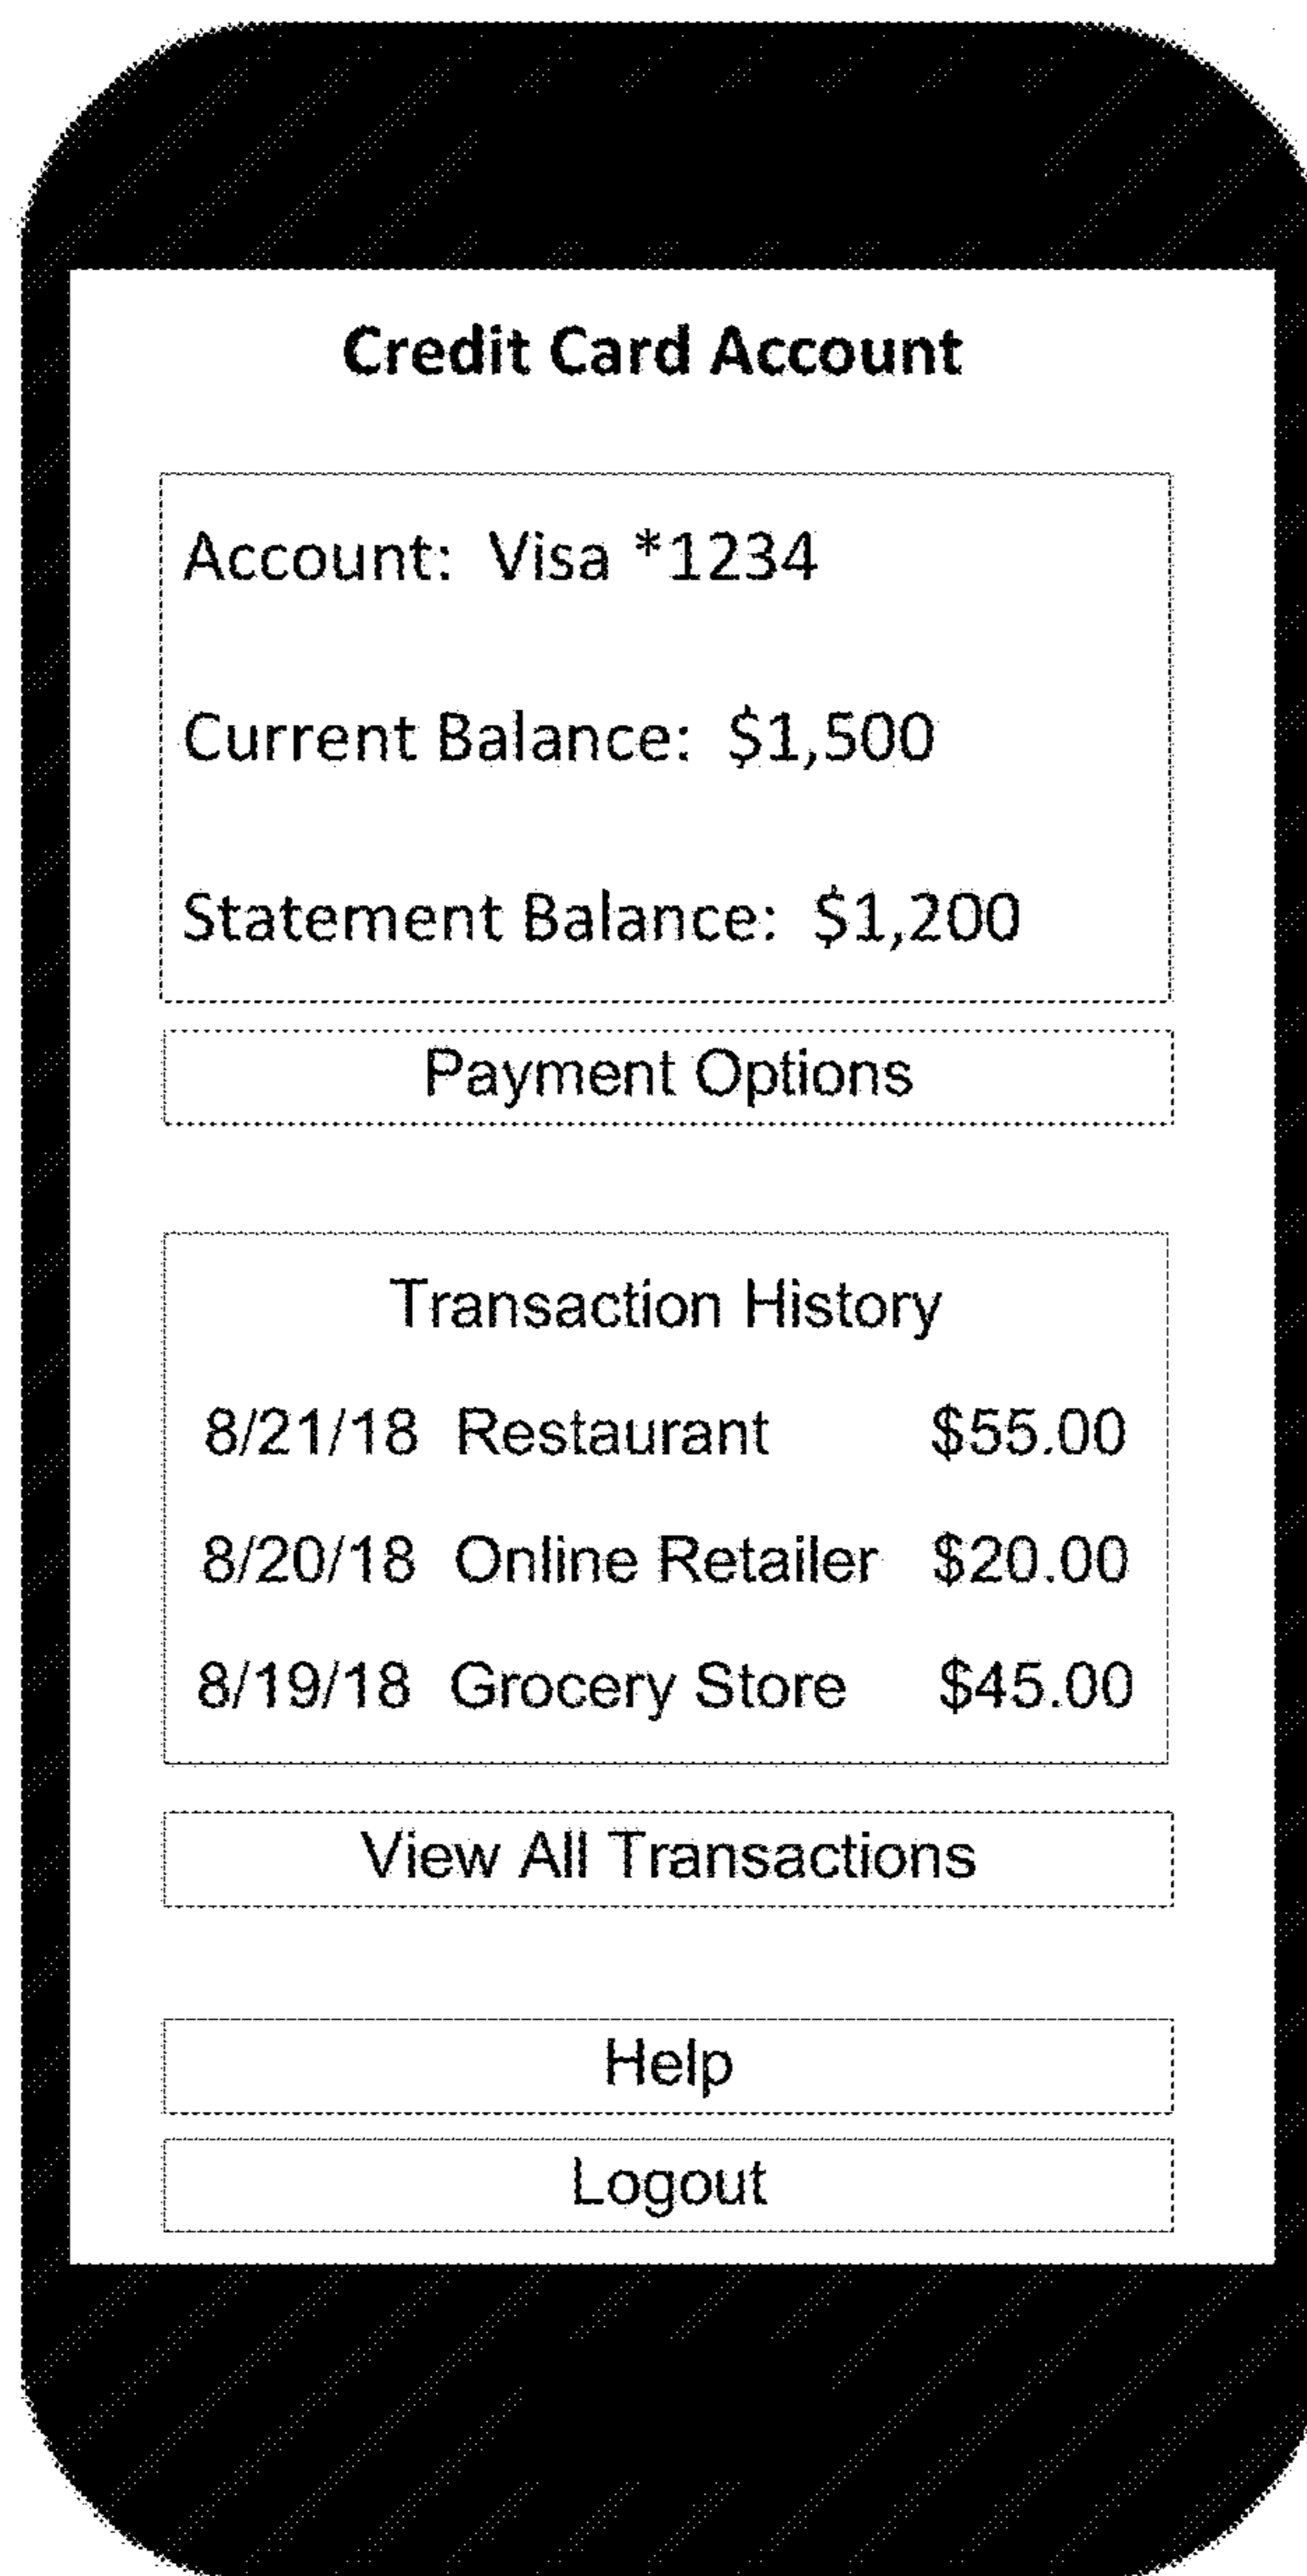 Credit Card Account
Account: Visa *1234
Current Balance: $1,500
Statement Balance: $1,200
Payment Options
Transaction History
8/21/18 Restaurant $55.00
8/20/18 Online Retailer $20.00
8/19/18 Grocery Store $45.00
View All Transactions
Help
Logout